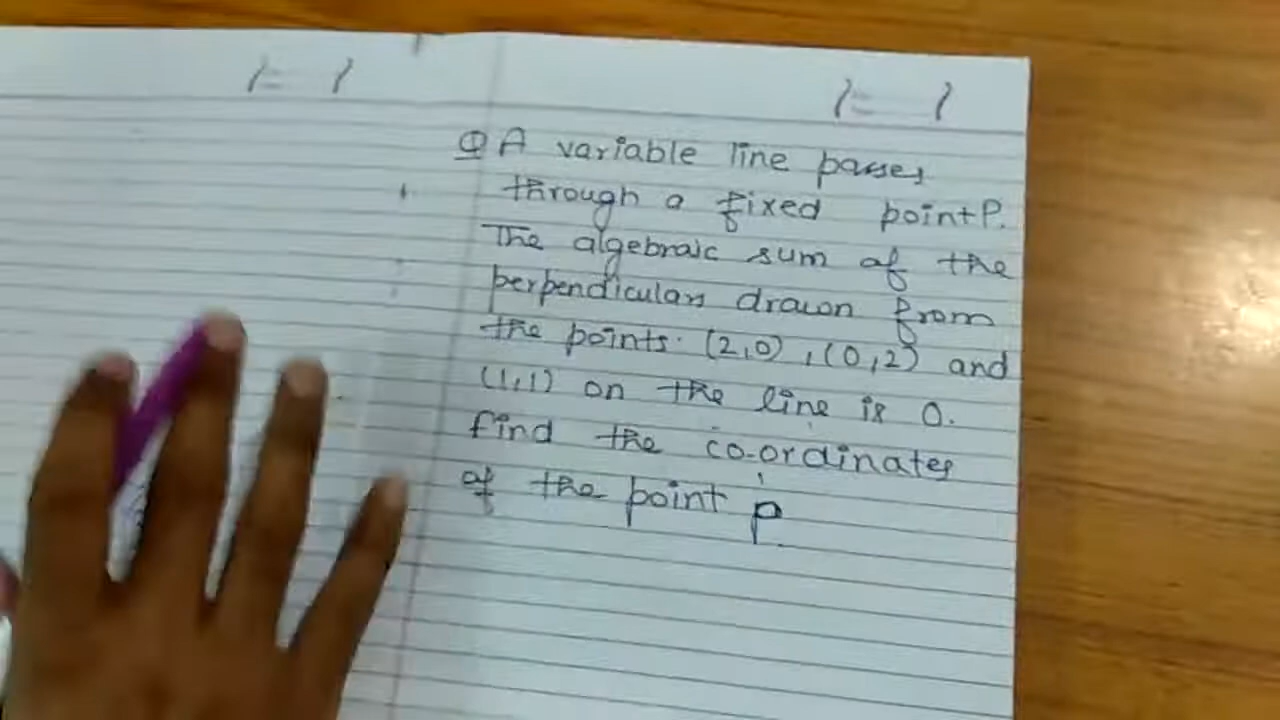 Q A variable line passes
through a fixed point P.
The algebraic sum of the
perpendiculars drawn from
the points (2,0), (0,2) and
(1,1) on the line is 0.
find the co-ordinates
of the point P